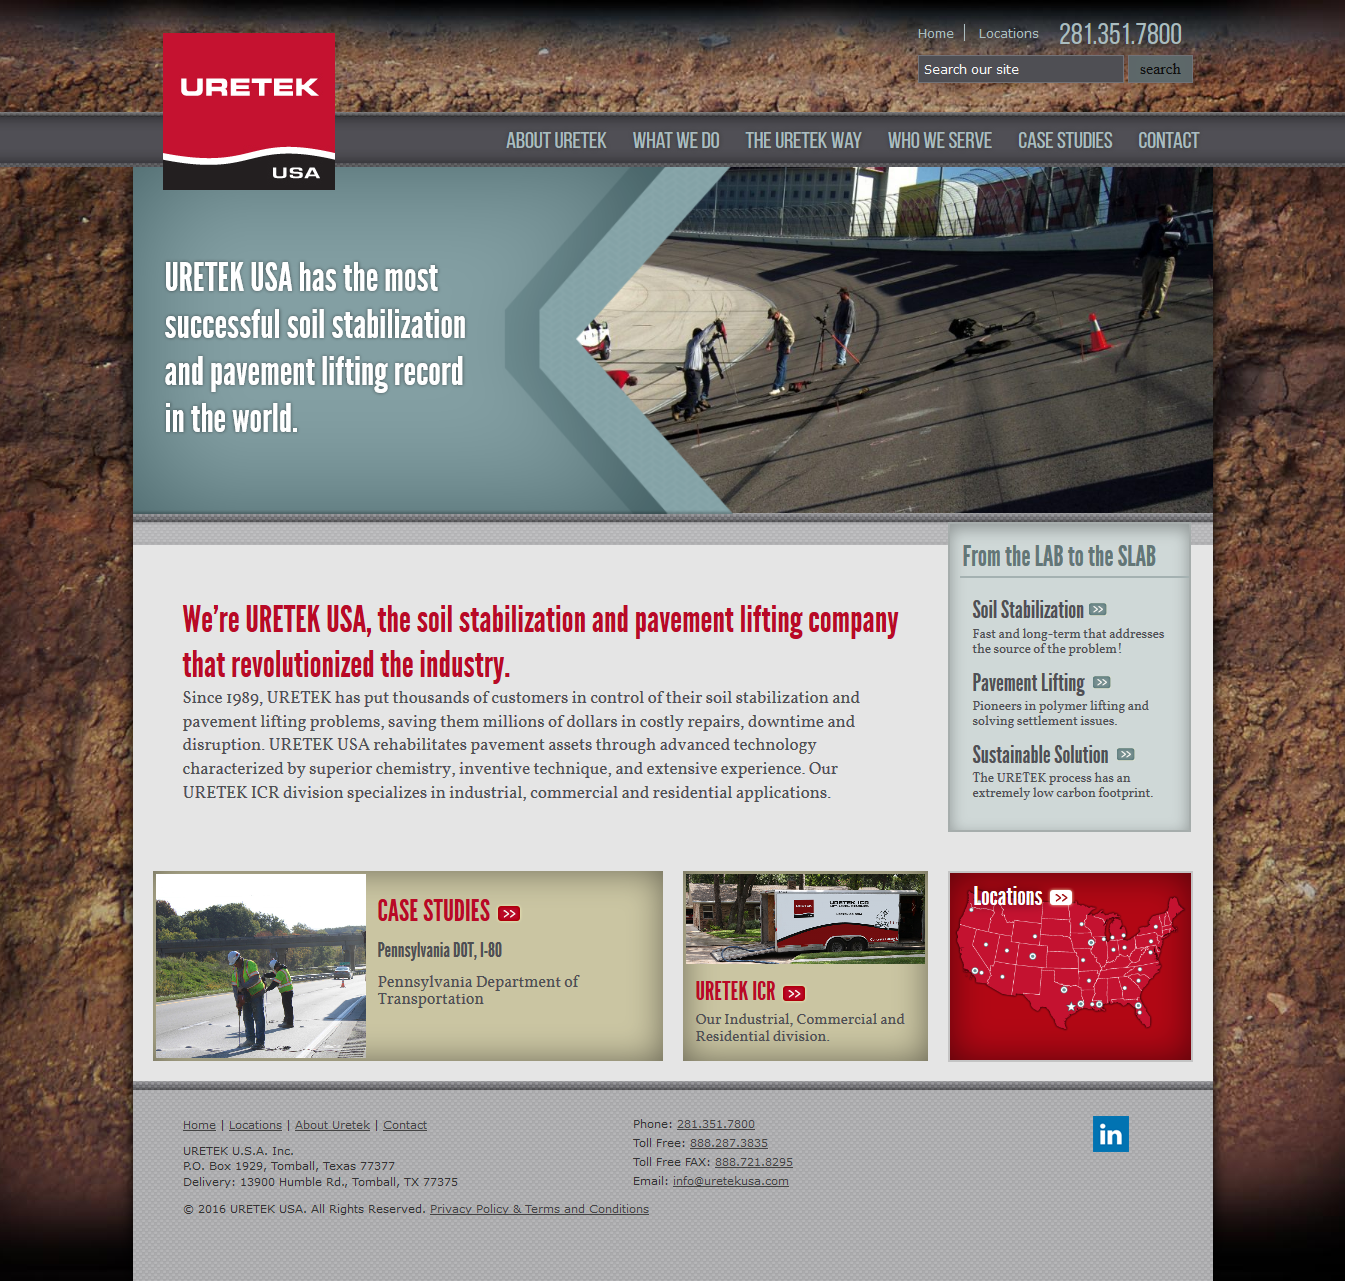 Home
Locations
281.351.7800
Search our site
search
URETEK
USA
ABOUT URETEK
WHAT WE DO
THE URETEK WAY
WHO WE SERVE
CASE STUDIES
CONTACT
URETEK USA has the most
successful soil stabilization
and pavement lifting record
in the world.
From the LAB to the SLAB
Soil Stabilization
Fast and long-term that addresses
the source of the problem!
Pavement Lifting
Pioneers in polymer lifting and
solving settlement issues.
Sustainable Solution
The URETEK process has an
extremely low carbon footprint.
We're URETEK USA, the soil stabilization and pavement lifting company
that revolutionized the industry.
Since 1989, URETEK has put thousands of customers in control of their soil stabilization and
pavement lifting problems, saving them millions of dollars in costly repairs, downtime and
disruption. URETEK USA rehabilitates pavement assets through advanced technology
characterized by superior chemistry, inventive technique, and extensive experience. Our
URETEK ICR division specializes in industrial, commercial and residential applications.
CASE STUDIES
Pennsylvania DOT, I-80
Pennsylvania Department of
Transportation
URETEK ICR
URETEK ICR
Our Industrial, Commercial and
Residential division.
Locations
Home | Locations | About Uretek | Contact
URETEK U.S.A. Inc.
P.O. Box 1929, Tomball, Texas 77377
Delivery: 13900 Humble Rd., Tomball, TX 77375
© 2016 URETEK USA. All Rights Reserved. Privacy Policy & Terms and Conditions
Phone: 281.351.7800
Toll Free: 888.287.3835
Toll Free FAX: 888.721.8295
Email: info@uretekusa.com
in